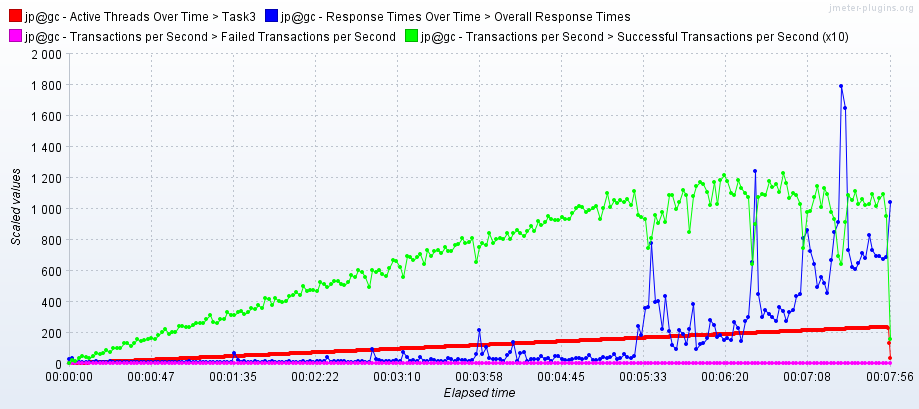 jmeter-plugins.org
jp@gc - Active Threads Over Time > Task3 jp@gc - Response Times Over Time > Overall Response Times
jp@gc - Transactions per Second > Failed Transactions per Second jp@gc - Transactions per Second > Successful Transactions per Second (x10)
2 000
1 800
1 600
1 400
1 200
1 000
800
600
400
200
0
Scaled values
00:00:00 00:00:47 00:01:35 00:02:22 00:03:10 00:03:58 00:04:45 00:05:33 00:06:20 00:07:08 00:07:56
Elapsed time